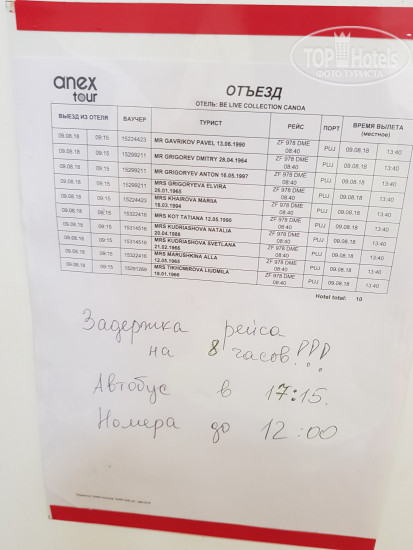 TOPHotels
ФОТО ТУРИСТА
anex tour
ОТЪЕЗД
ОТЕЛЬ: BE LIVE COLLECTION CANOA
ВЫЕЗД ИЗ ОТЕЛЯ ВАУЧЕР ТУРИСТ РЕЙС ПОРТ ВРЕМЯ ВЫЛЕТА (местное)
09.08.18 09:15 15224423 MR GAVRIKOV PAVEL 13.06.1990 ZF 978 DME 08:40 PUJ 09.08.18 13:40
09.08.18 09:15 15299211 MR GRIGOREV DMITRY 28.04.1964 ZF 978 DME 08:40 PUJ 09.08.18 13:40
09.08.18 09:15 15299211 MR GRIGORYEV ANTON 16.05.1997 ZF 978 DME 08:40 PUJ 09.08.18 13:40
09.08.18 09:15 15299211 MRS GRIGORYEVA ELVIRA 26.01.1965 ZF 978 DME 08:40 PUJ 09.08.18 13:40
09.08.18 09:15 15224423 MRS KHAIROVA MARIIA 18.03.1994 ZF 978 DME 08:40 PUJ 09.08.18 13:40
09.08.18 09:15 15322416 MRS KOT TATIANA 12.05.1990 ZF 978 DME 08:40 PUJ 09.08.18 13:40
09.08.18 09:15 15314516 MRS KUDRIASHOVA NATALIA 20.04.1988 ZF 978 DME 08:40 PUJ 09.08.18 13:40
09.08.18 09:15 15314516 MRS KUDRIASHOVA SVETLANA 21.02.1965 ZF 978 DME 08:40 PUJ 09.08.18 13:40
09.08.18 09:15 15322416 MRS MARUSHKINA ALLA 12.05.1965 ZF 978 DME 08:40 PUJ 09.08.18 13:40
09.08.18 09:15 15281269 MRS TIKHOMIROVA LIUDMILA 19.01.1960 ZF 978 DME 08:40 PUJ 09.08.18 13:40
Hotel total: 10
Задержка рейса
на 8 часов!!!
Автобус в 17:15.
Номера до 12:00